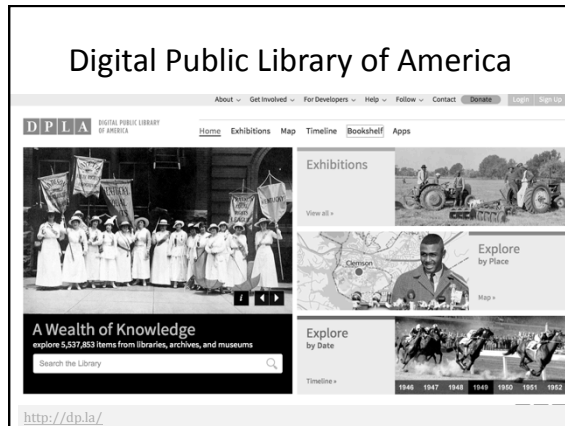 Digital Public Library of America
About Get Involved For Developers Help Follow Contact Donate Login Sign Up
DPLA DIGITAL PUBLIC LIBRARY
OF AMERICA
Home Exhibitions Map Timeline Bookshelf Apps
Exhibitions
View all »
Clemson
Explore
by Place
Map »
A Wealth of Knowledge
explore 5,537,853 items from libraries, archives, and museums
Search the Library
Explore
by Date
Timeline »
1946 1947 1948 1949 1950 1951 1952
http://dp.la/